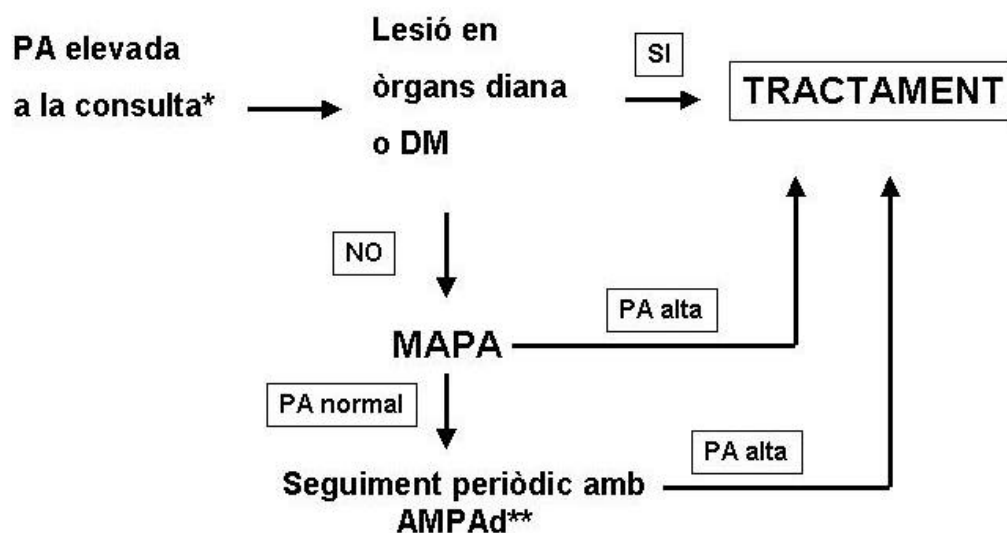 PA elevada
a la consulta*
Lesió en
òrgans diana
o DM
SI
TRACTAMENT
NO
MAPA
PA alta
PA normal
Seguiment periòdic amb
AMPAd**
PA alta